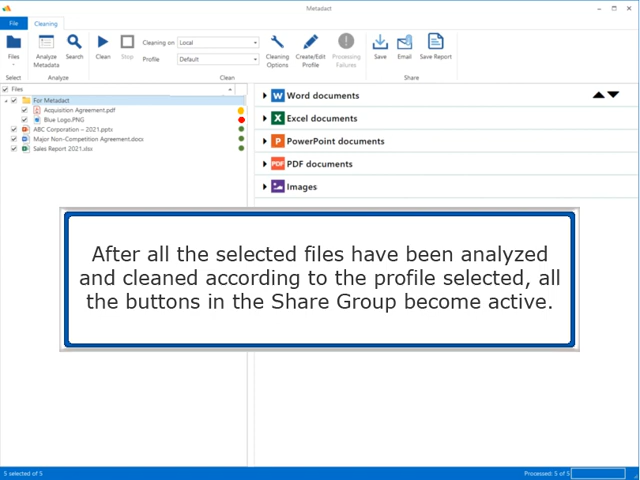 Metadact
File
Cleaning
Files
Analyze Metadata
Search
Clean
Stop
Cleaning on
Local
Profile
Default
Cleaning Options
Create/Edit Profile
Processing Failures
Save
Email
Save Report
Select
Analyze
Clean
Share
Files
For Metadact
Acquisition Agreement.pdf
Blue Logo.PNG
ABC Corporation – 2021.pptx
Major Non-Competition Agreement.docx
Sales Report 2021.xlsx
Word documents
Excel documents
PowerPoint documents
PDF documents
Images
After all the selected files have been analyzed
and cleaned according to the profile selected, all
the buttons in the Share Group become active.
5 selected of 5
Processed: 5 of 5